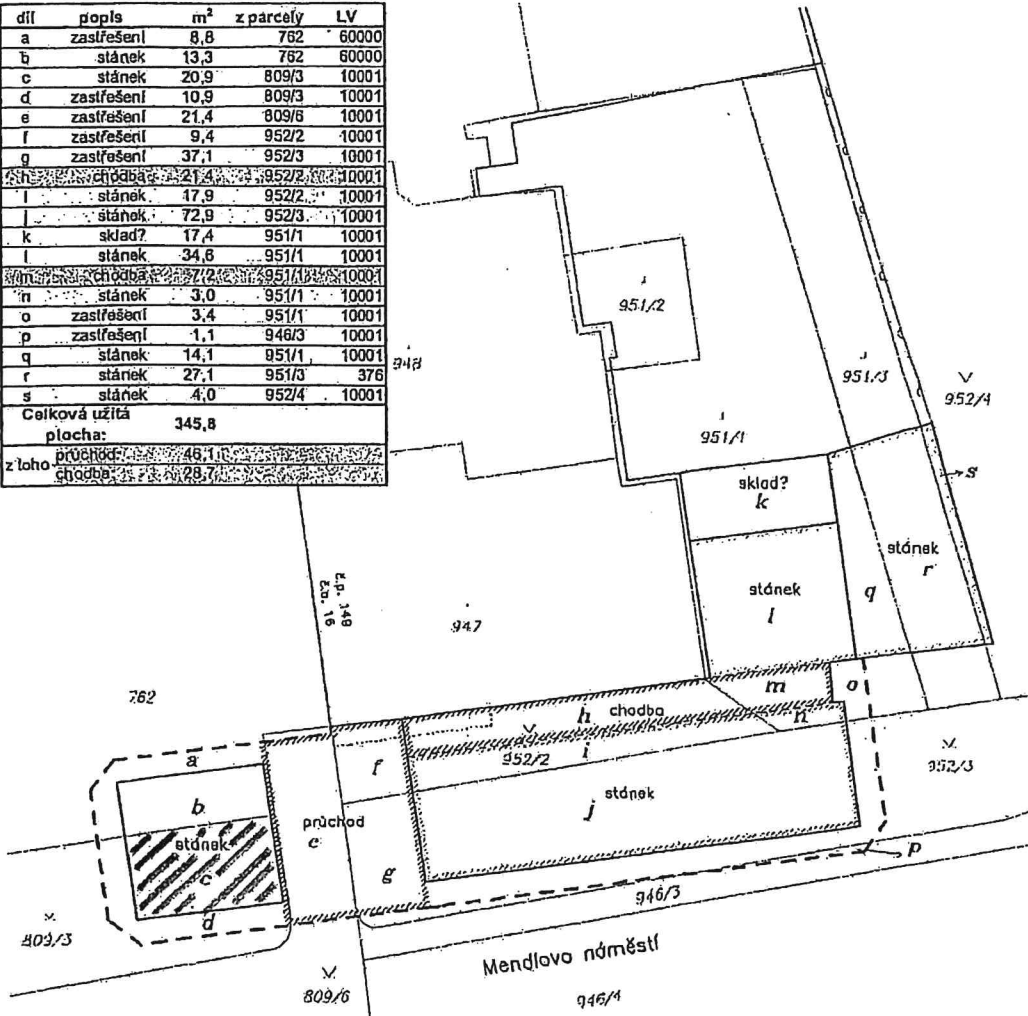 díl popis m² z parcely LV
a zastřešení 8,8 762 60000
b stánek 13,3 762 60000
c stánek 20,9 809/3 10001
d zastřešení 10,9 809/3 10001
e zastřešení 21,4 809/6 10001
f zastřešení 9,4 952/2 10001
g zastřešení 37,1 952/3 10001
h chodba 21,4 952/2 10001
i stánek 17,9 952/2 10001
j stánek 72,9 952/3 10001
k sklad? 17,4 951/1 10001
l stánek 34,6 951/1 10001
m chodba 7,2 951/1 10001
n stánek 3,0 951/1 10001
o zastřešení 3,4 951/1 10001
p zastřešení 1,1 946/3 10001
q stánek 14,1 951/1 10001
r stánek 27,1 951/3 376
s stánek 4,0 952/4 10001
Celková užitá
plocha: 345,8
z toho průchod: 46,1
chodba: 28,7
951/2
948
951/3
952/4
951/1
sklad?
k
s
stánek
r
stánek
l
q
č.p. 148
č.o. 16
947
762
m
o
h chodba
n
a
952/2
i
f
952/3
b
j stánek
průchod
e
stánek
c
g
p
d
946/3
809/3
Mendlovo náměstí
809/6
946/4